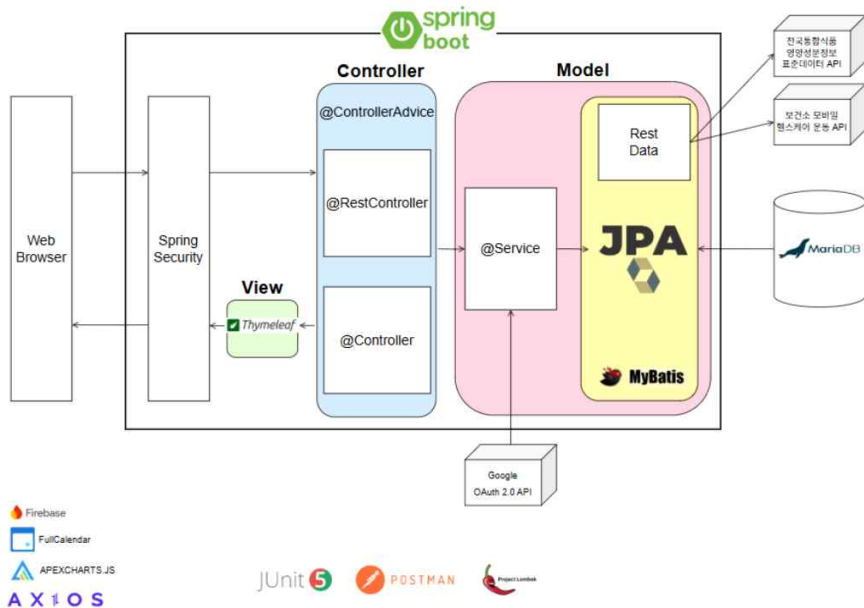 spring
boot
Controller
Model
전국통합식품
영양성분정보
표준데이터 API
보건소 모바일
헬스케어 운동 API
@ControllerAdvice
Rest
Data
@RestController
Web
Browser
Spring
Security
@Service
JPA
MariaDB
View
Thymeleaf
@Controller
MyBatis
Google
OAuth 2.0 API
Firebase
FullCalendar
APEXCHARTS.JS
AXIOS
JUnit 5
POSTMAN
Project Lombok